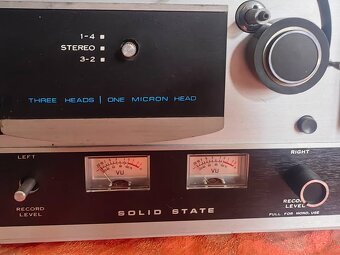 1-4
STEREO
3-2
THREE HEADS | ONE MICRON HEAD
LEFT
RIGHT
VU
VU
RECORD
LEVEL
SOLID STATE
RECORD
LEVEL
PULL FOR MONO. USE